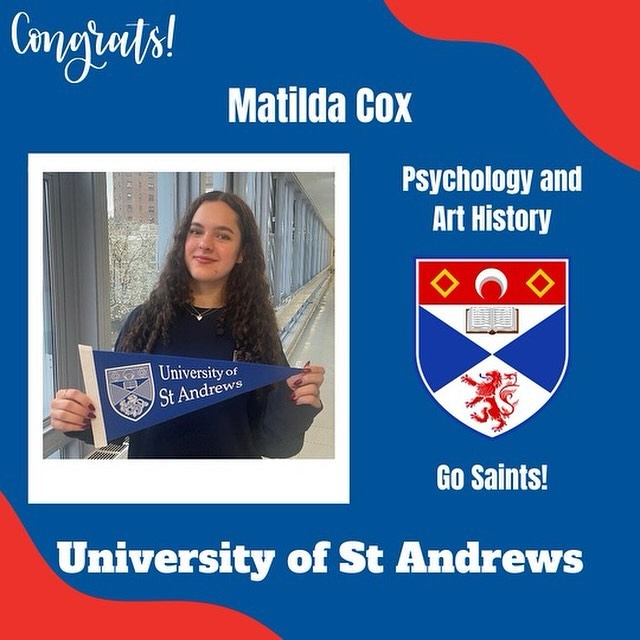 Congrats!
Matilda Cox
Psychology and
Art History
University of
St Andrews
Go Saints!
University of St Andrews